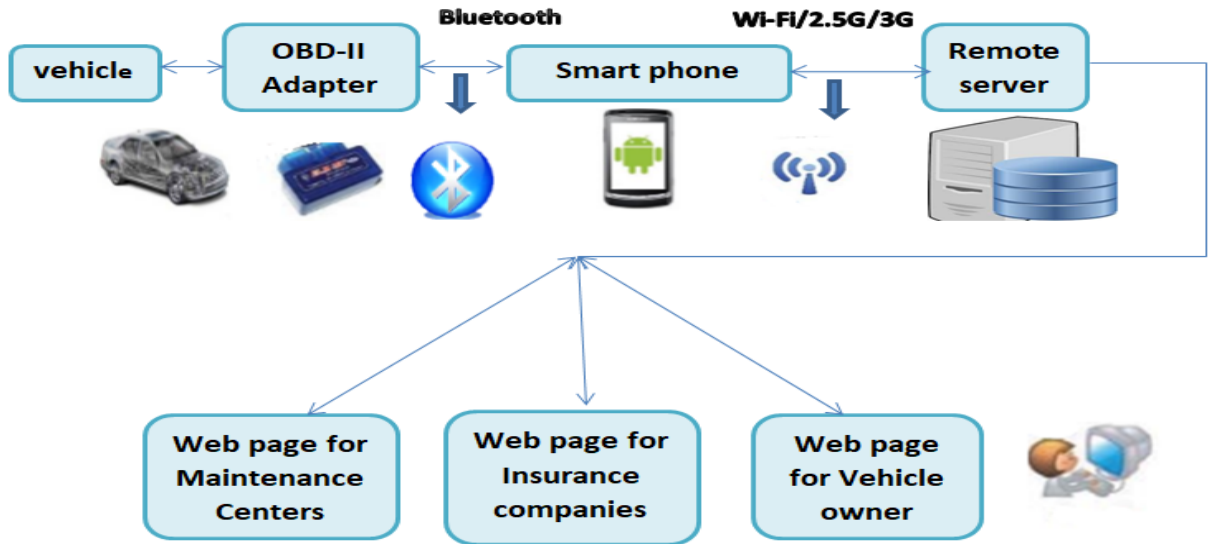 Bluetooth
Wi-Fi/2.5G/3G
vehicle
OBD-II
Adapter
Smart phone
Remote
server
Web page for
Maintenance
Centers
Web page for
Insurance
companies
Web page
for Vehicle
owner